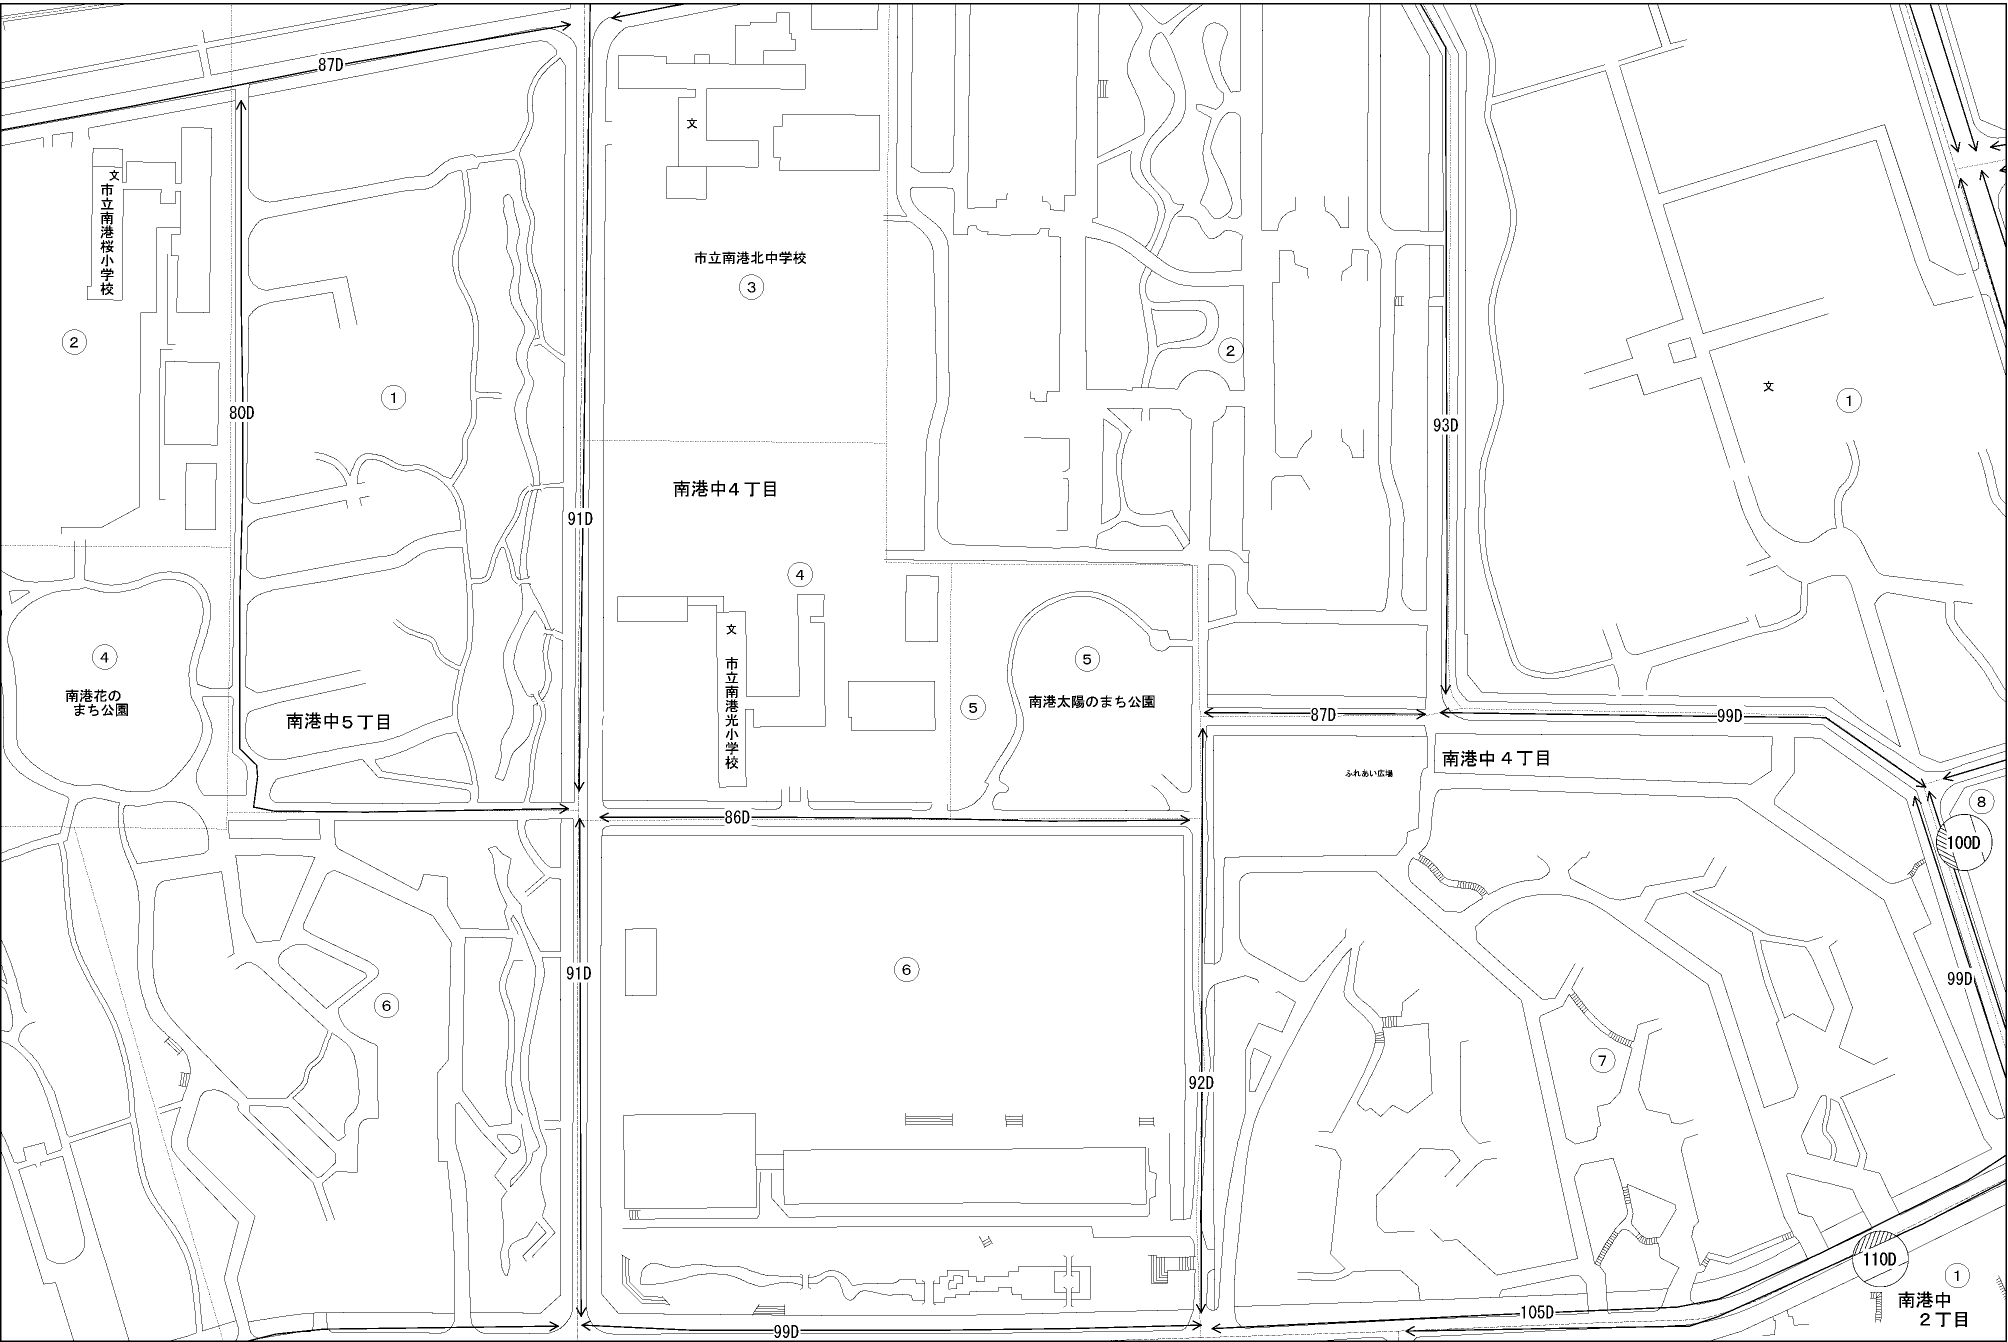 87D
文
市立南港桜小学校
②
80D
①
91D
文
市立南港北中学校
③
南港中4丁目
②
93D
文
①
④
南港花の
まち公園
南港中5丁目
④
文
市立南港光小学校
⑤
⑤
南港太陽のまち公園
87D
99D
ふれあい広場
南港中4丁目
86D
⑧
100D
91D
⑥
⑥
99D
92D
⑦
110D
①
南港中
2丁目
105D
99D